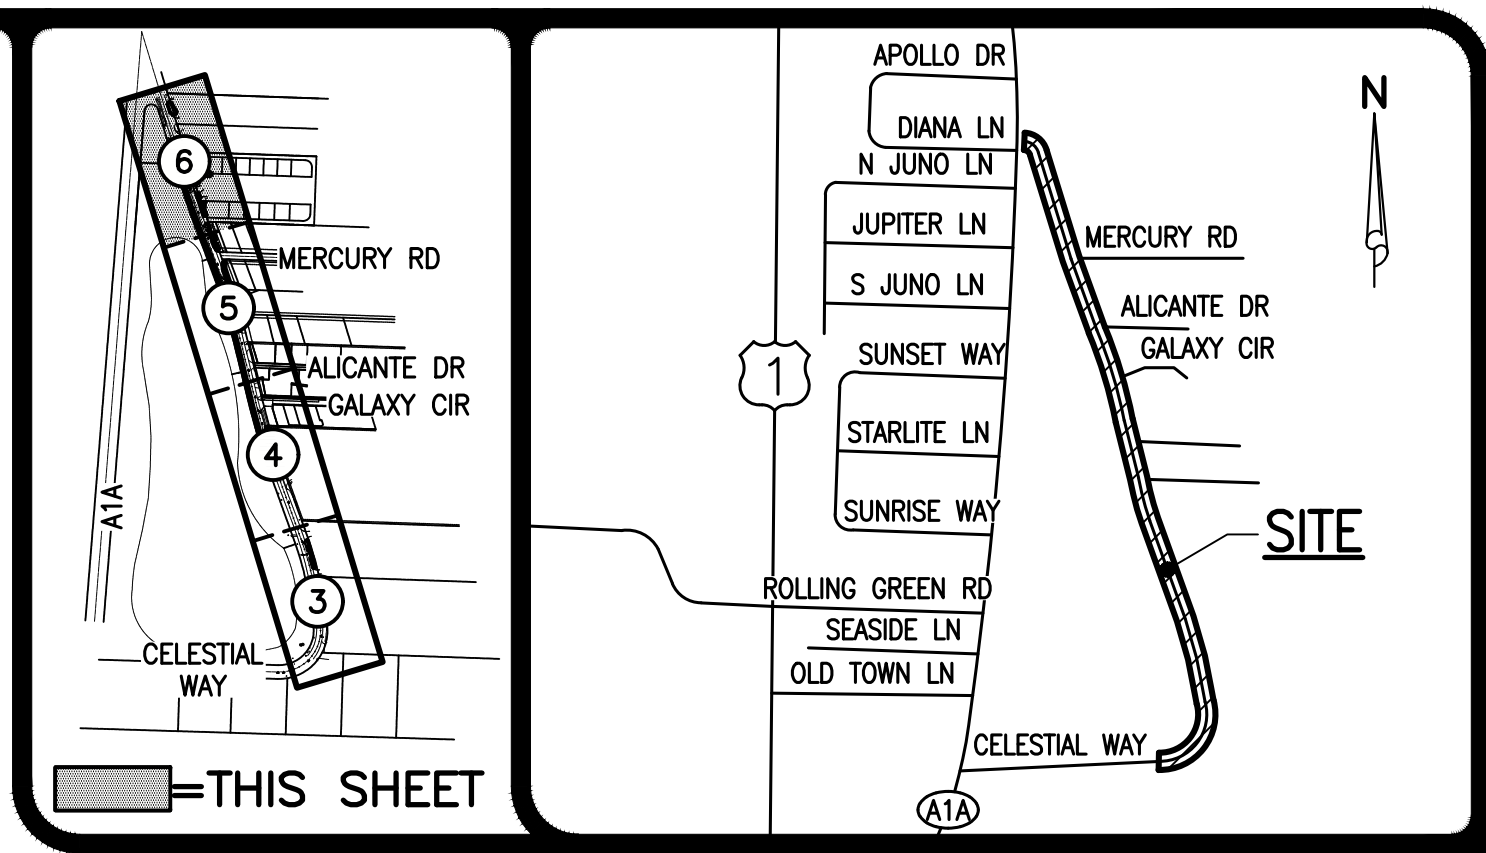 6
MERCURY RD
5
ALICANTE DR
GALAXY CIR
4
A1A
3
CELESTIAL
WAY
=THIS SHEET
APOLLO DR
DIANA LN
N JUNO LN
JUPITER LN
S JUNO LN
SUNSET WAY
1
STARLITE LN
SUNRISE WAY
ROLLING GREEN RD
SEASIDE LN
OLD TOWN LN
CELESTIAL WAY
A1A
N
MERCURY RD
ALICANTE DR
GALAXY CIR
SITE